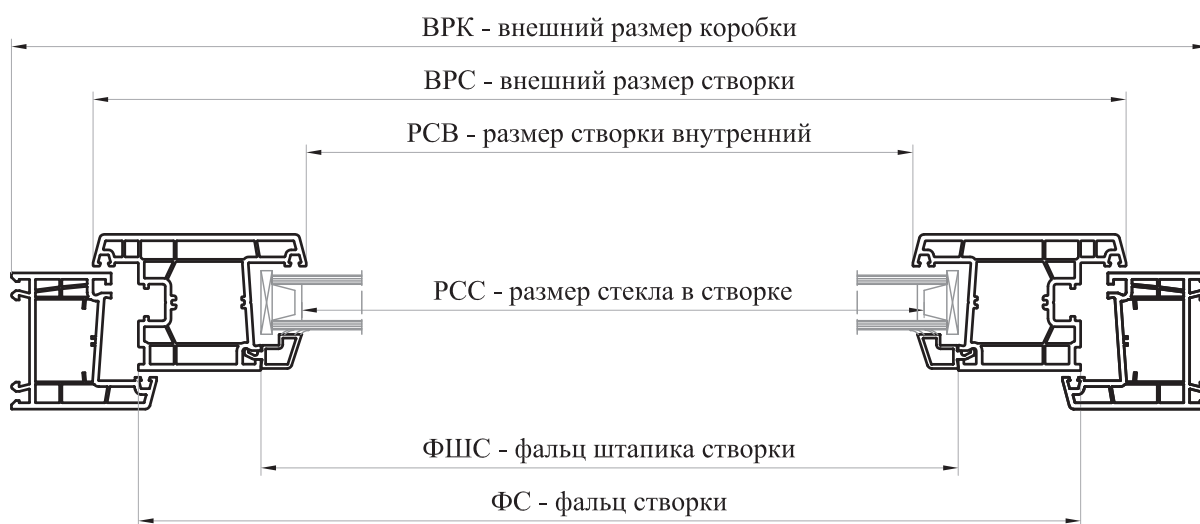 ВРК - внешний размер коробки
ВРС - внешний размер створки
РСВ - размер створки внутренний
РСС - размер стекла в створке
ФШС - фальц штапика створки
ФС - фальц створки